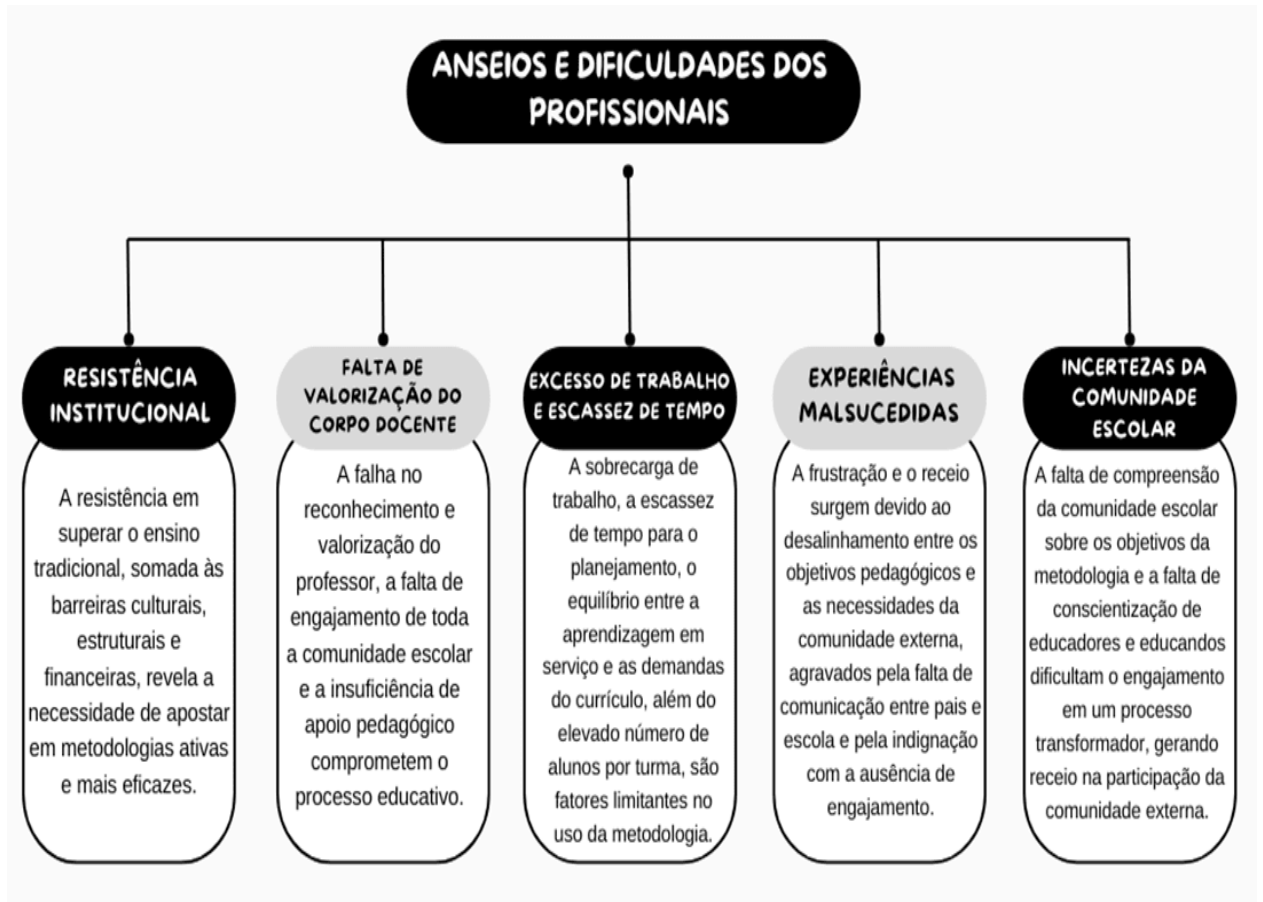 ANSEIOS E DIFICULDADES DOS
PROFISSIONAIS
RESISTÊNCIA
INSTITUCIONAL
A resistência em
superar o ensino
tradicional, somada às
barreiras culturais,
estruturais e
financeiras, revela a
necessidade de apostar
em metodologias ativas
e mais eficazes.
FALTA DE
VALORIZAÇÃO DO
CORPO DOCENTE
A falha no
reconhecimento e
valorização do
professor, a falta de
engajamento de toda
a comunidade escolar
e a insuficiência de
apoio pedagógico
comprometem o
processo educativo.
EXCESSO DE TRABALHO
E ESCASSEZ DE TEMPO
A sobrecarga de
trabalho, a escassez
de tempo para o
planejamento, o
equilíbrio entre a
aprendizagem em
serviço e as demandas
do currículo, além do
elevado número de
alunos por turma, são
fatores limitantes no
uso da metodologia.
EXPERIÊNCIAS
MALSUCEDIDAS
A frustração e o receio
surgem devido ao
desalinhamento entre os
objetivos pedagógicos e
as necessidades da
comunidade externa,
agravados pela falta de
comunicação entre pais e
escola e pela indignação
com a ausência de
engajamento.
INCERTEZAS DA
COMUNIDADE
ESCOLAR
A falta de compreensão
da comunidade escolar
sobre os objetivos da
metodologia e a falta de
conscientização de
educadores e educandos
dificultam o engajamento
em um processo
transformador, gerando
receio na participação da
comunidade externa.